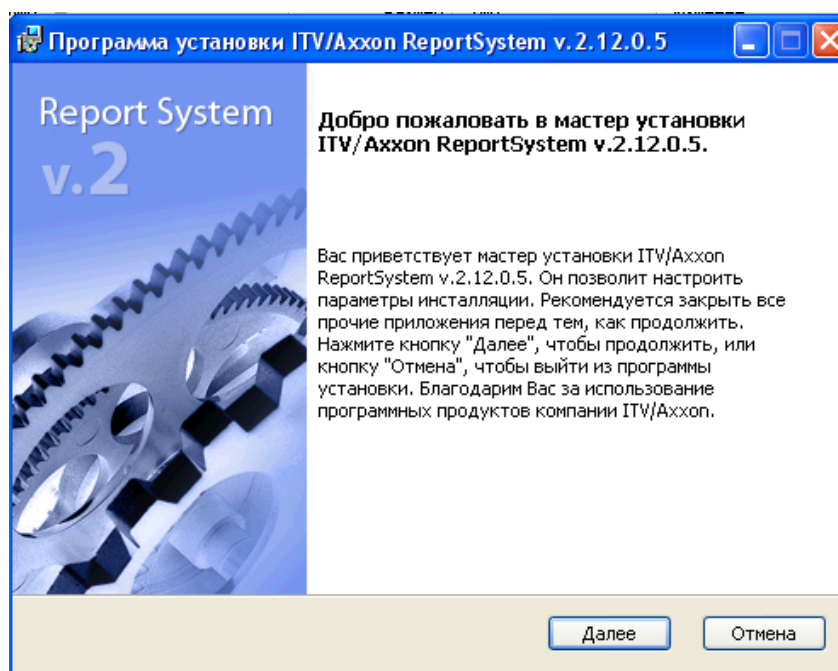 Программа установки ITV/Axxon ReportSystem v.2.12.0.5
Report System
v.2
Добро пожаловать в мастер установки
ITV/Axxon ReportSystem v.2.12.0.5.
Вас приветствует мастер установки ITV/Axxon
ReportSystem v.2.12.0.5. Он позволит настроить
параметры инсталляции. Рекомендуется закрыть все
прочие приложения перед тем, как продолжить.
Нажмите кнопку "Далее", чтобы продолжить, или
кнопку "Отмена", чтобы выйти из программы
установки. Благодарим Вас за использование
программных продуктов компании ITV/Axxon.
Далее
Отмена